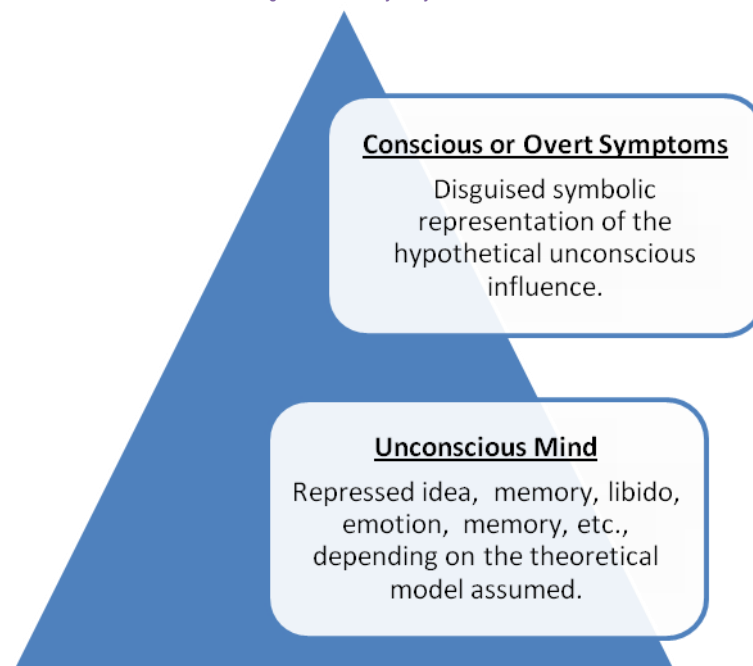 Conscious or Overt Symptoms
Disguised symbolic
representation of the
hypothetical unconscious
influence.
Unconscious Mind
Repressed idea, memory, libido,
emotion, memory, etc.,
depending on the theoretical
model assumed.